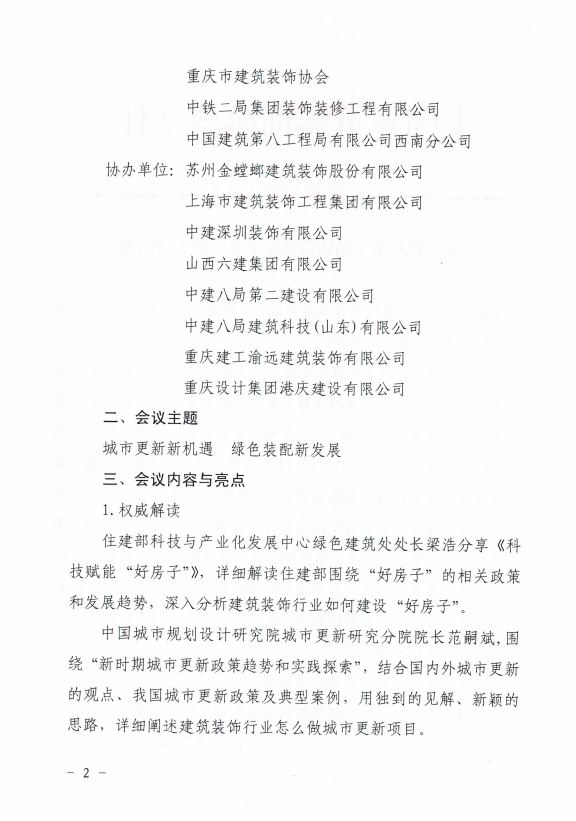 重庆市建筑装饰协会
中铁二局集团装饰装修工程有限公司
中国建筑第八工程局有限公司西南分公司
协办单位：苏州金螳螂建筑装饰股份有限公司
上海市建筑装饰工程集团有限公司
中建深圳装饰有限公司
山西六建集团有限公司
中建八局第二建设有限公司
中建八局建筑科技(山东)有限公司
重庆建工渝远建筑装饰有限公司
重庆设计集团港庆建设有限公司
二、会议主题
城市更新新机遇　绿色装配新发展
三、会议内容与亮点
1.权威解读
住建部科技与产业化发展中心绿色建筑处处长梁浩分享《科
技赋能“好房子”》，详细解读住建部围绕“好房子”的相关政策
和发展趋势，深入分析建筑装饰行业如何建设“好房子”。
中国城市规划设计研究院城市更新研究分院院长范嗣斌,围
绕“新时期城市更新政策趋势和实践探索”，结合国内外城市更新
的观点、我国城市更新政策及典型案例，用独到的见解、新颖的
思路，详细阐述建筑装饰行业怎么做城市更新项目。
- 2 -